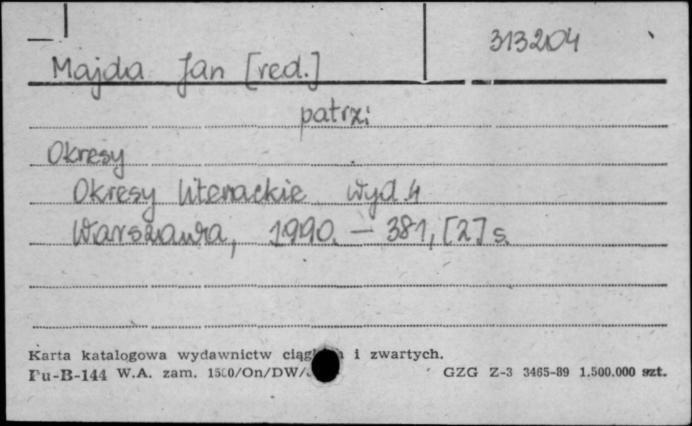 313204
Majda Jan [red.]
patrz:
Okresy
Okresy literackie wyd. 4
Warszawa, 1990. – 381, [2] s.
Karta katalogowa wydawnictw i zwartych.
Pu-B-144 W.A. zam. GZG Z-3 3465-89 1.500.000 szt.